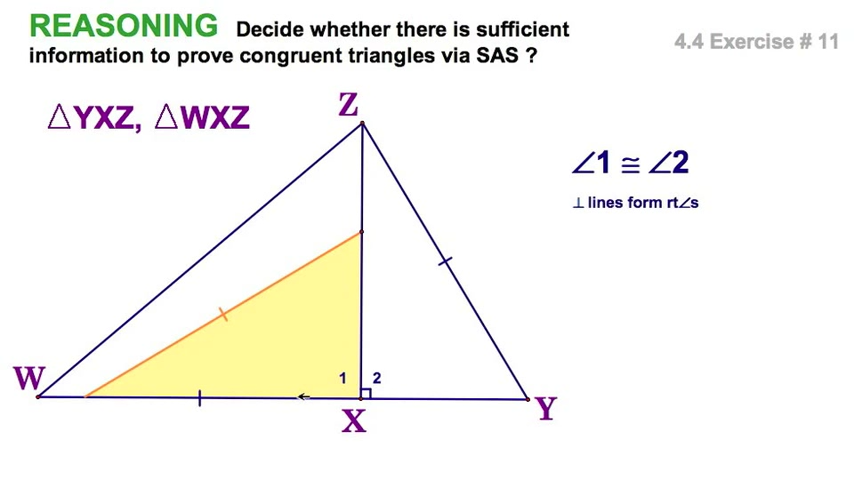 REASONING Decide whether there is sufficient
information to prove congruent triangles via SAS ?
4.4 Exercise # 11
△YXZ, △WXZ
Z
∠1 ≅ ∠2
⊥ lines form rt∠s
W
1 2
X
Y